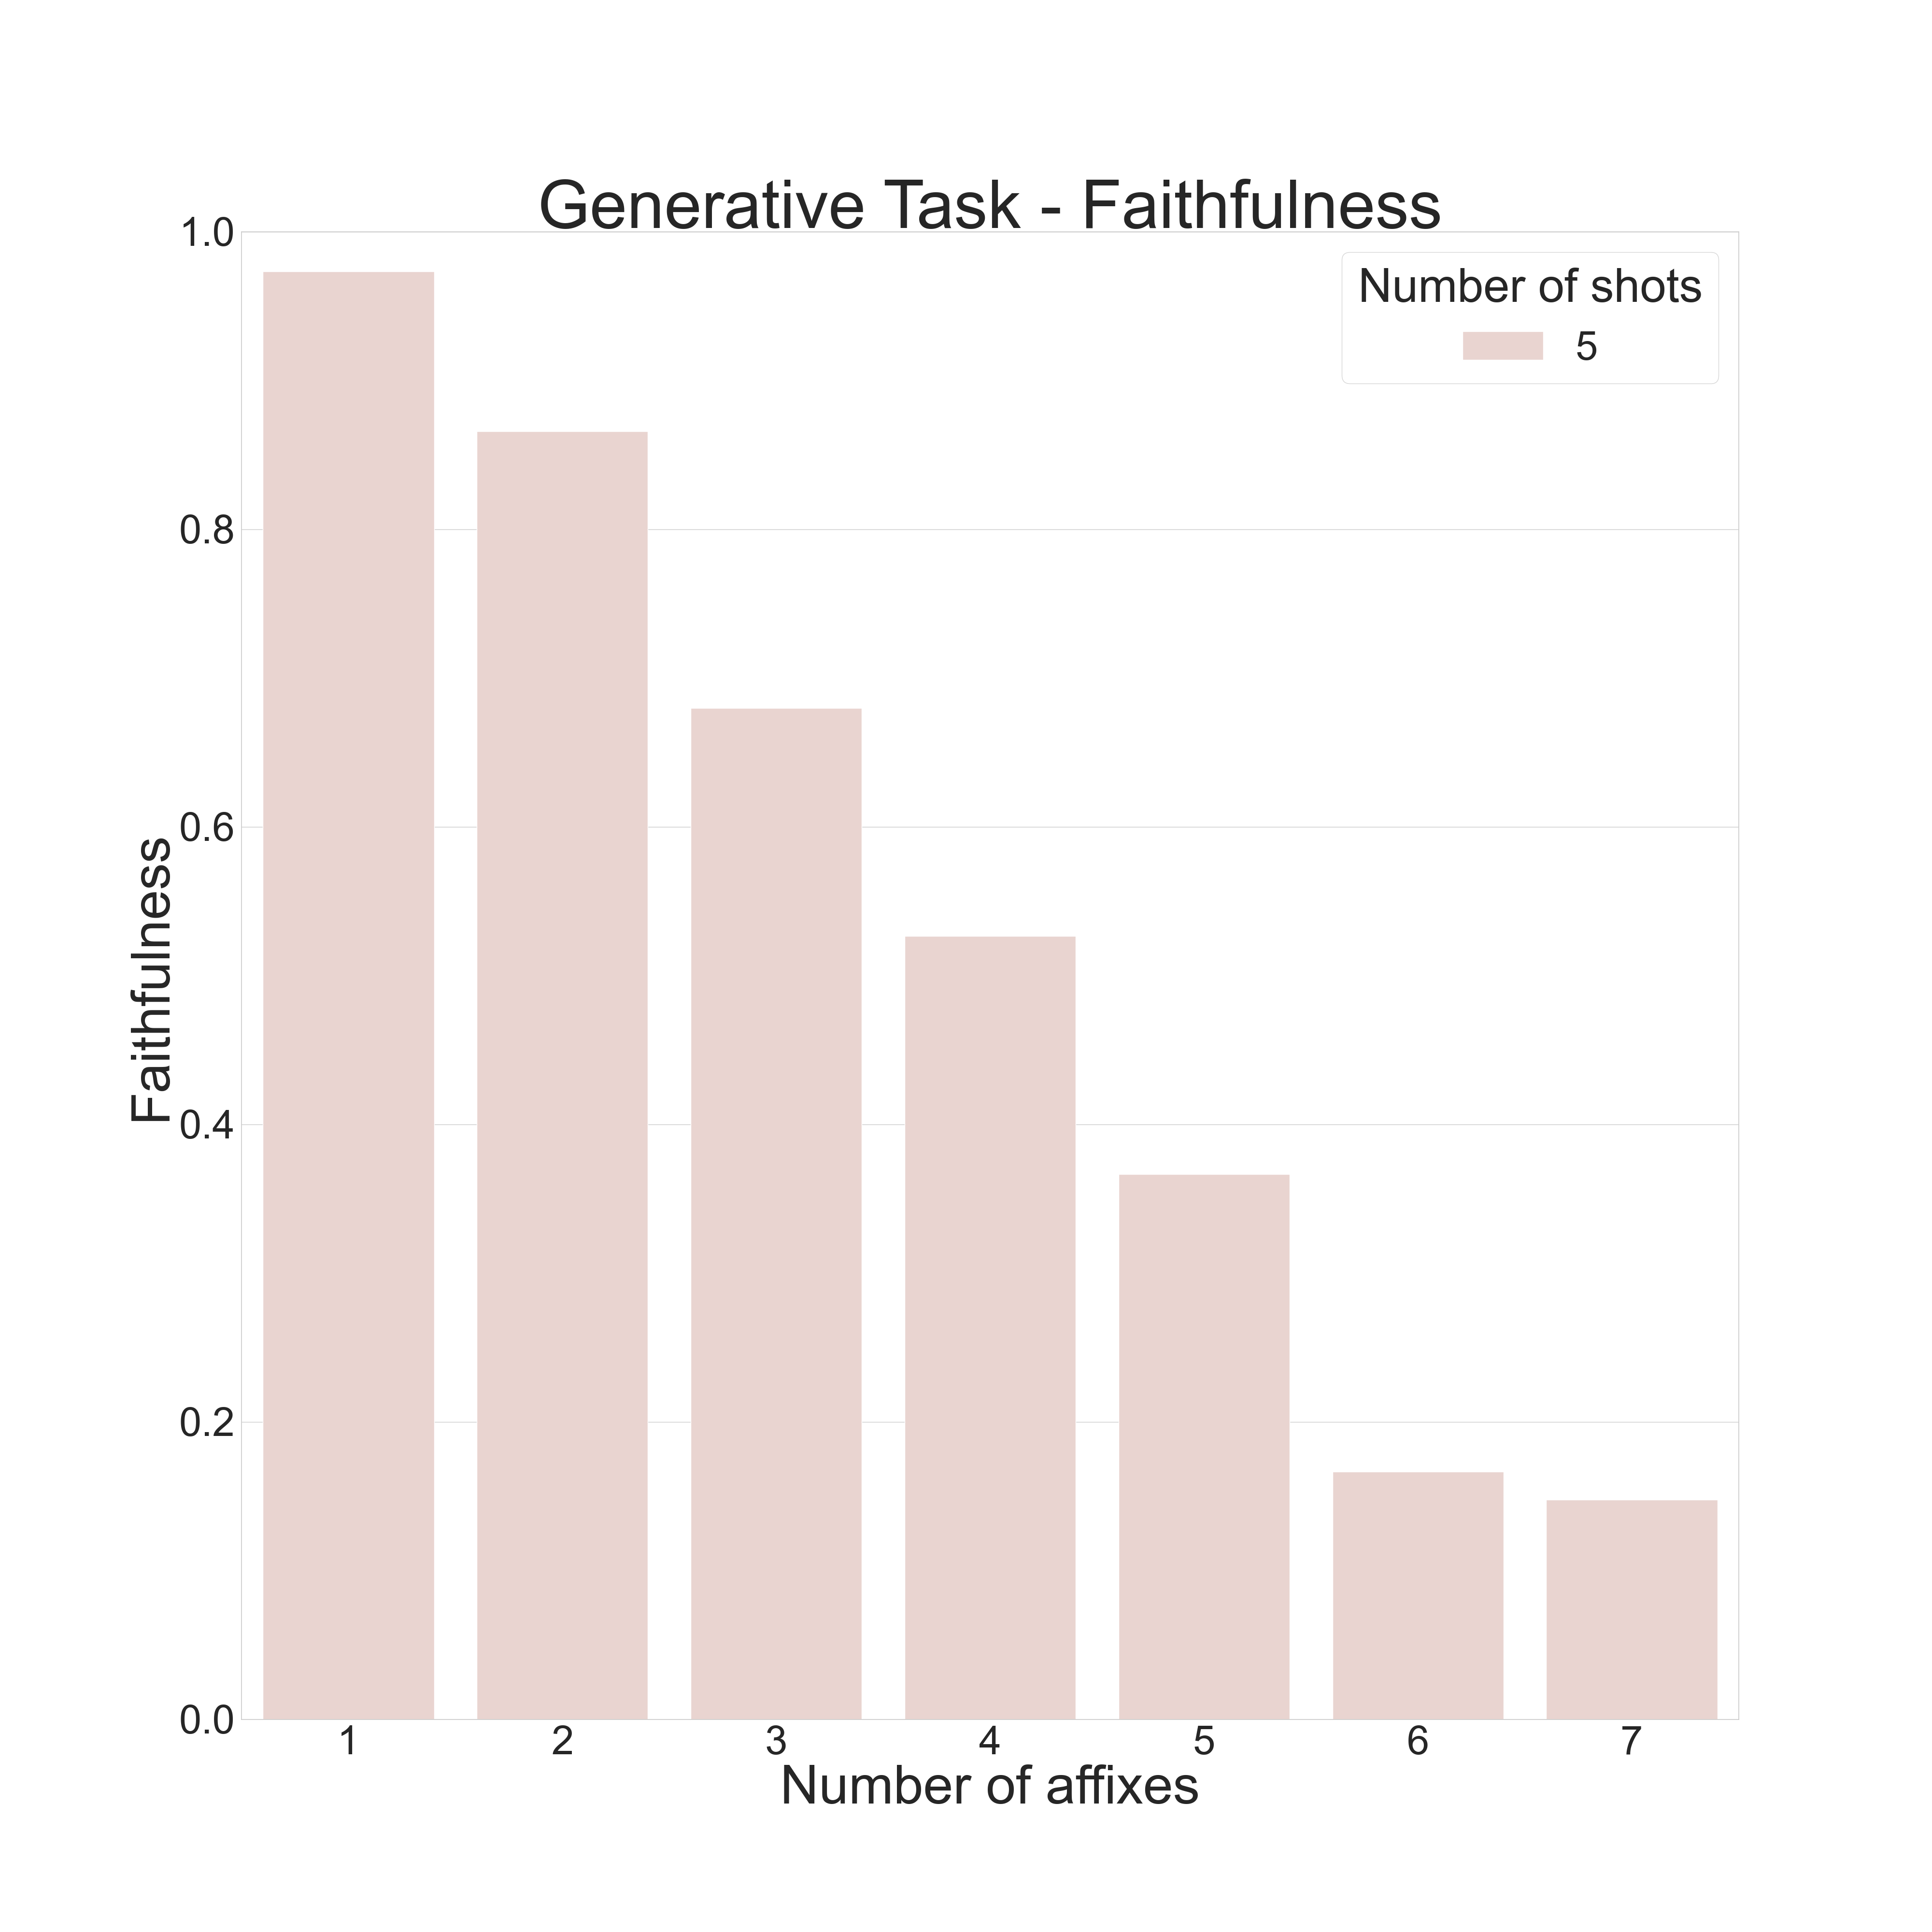 Generative Task - Faithfulness
Number of shots
5
Faithfulness
1.0
0.8
0.6
0.4
0.2
0.0
1 2 3 4 5 6 7
Number of affixes